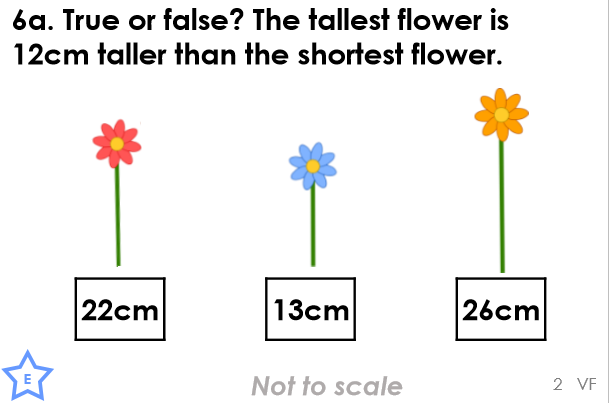 6a. True or false? The tallest flower is
12cm taller than the shortest flower.
22cm
13cm
26cm
E
Not to scale
2 VF